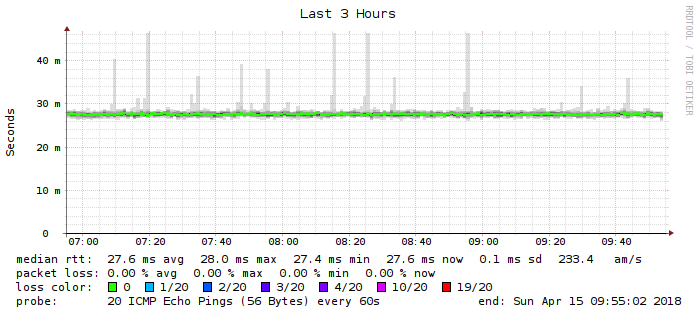 Last 3 Hours
RRDTOOL / TOBI OETIKER
Seconds
40 m
30 m
20 m
10 m
0
07:00 07:20 07:40 08:00 08:20 08:40 09:00 09:20 09:40
median rtt: 27.6 ms avg 28.0 ms max 27.4 ms min 27.6 ms now 0.1 ms sd 233.4 am/s
packet loss: 0.00 % avg 0.00 % max 0.00 % min 0.00 % now
loss color: 0 1/20 2/20 3/20 4/20 10/20 19/20
probe: 20 ICMP Echo Pings (56 Bytes) every 60s end: Sun Apr 15 09:55:02 2018